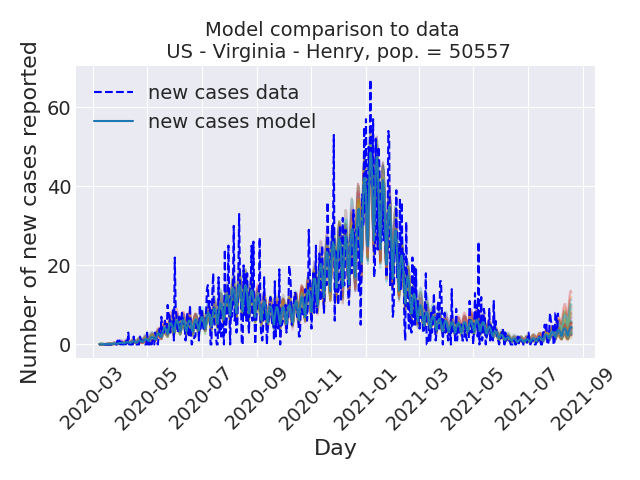 Model comparison to data
US - Virginia - Henry, pop. = 50557
Number of new cases reported
60
40
20
0
new cases data
new cases model
2020-03
2020-05
2020-07
2020-09
2020-11
2021-01
2021-03
2021-05
2021-07
2021-09
Day